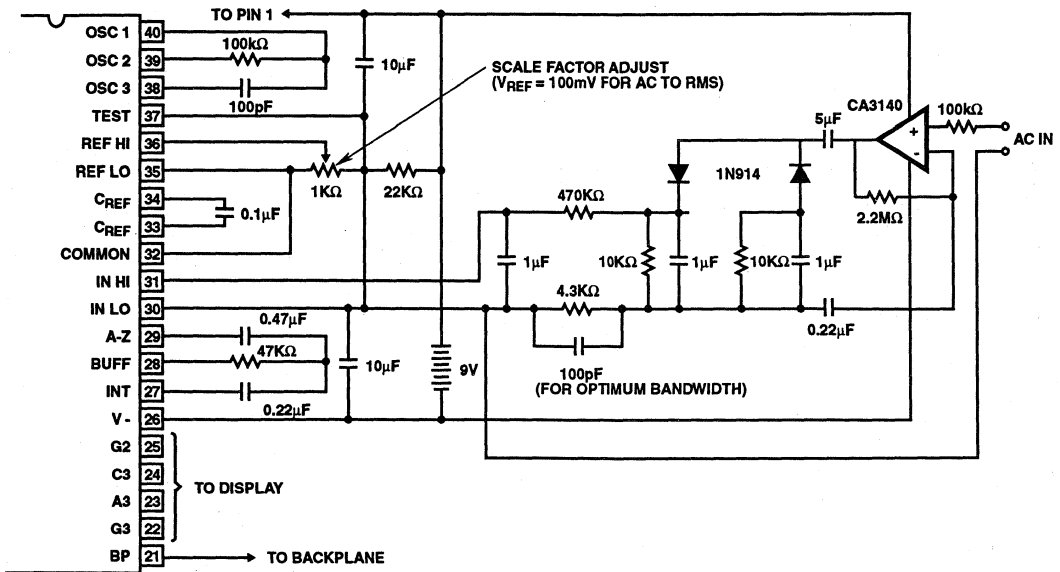 TO PIN 1
OSC 1 40
100kΩ
OSC 2 39
OSC 3 38
100pF
TEST 37
REF HI 36
REF LO 35
1KΩ
22KΩ
CREF 34
0.1µF
CREF 33
COMMON 32
IN HI 31
IN LO 30
0.47µF
A-Z 29
47KΩ
BUFF 28
INT 27
0.22µF
V - 26
G2 25
C3 24
A3 23
G3 22
TO DISPLAY
BP 21
TO BACKPLANE
10µF
SCALE FACTOR ADJUST
(VREF = 100mV FOR AC TO RMS)
CA3140
100kΩ
5µF
+
-
AC IN
1N914
2.2MΩ
470KΩ
1µF
10KΩ
1µF
10KΩ
1µF
4.3KΩ
0.22µF
100pF
(FOR OPTIMUM BANDWIDTH)
10µF
9V